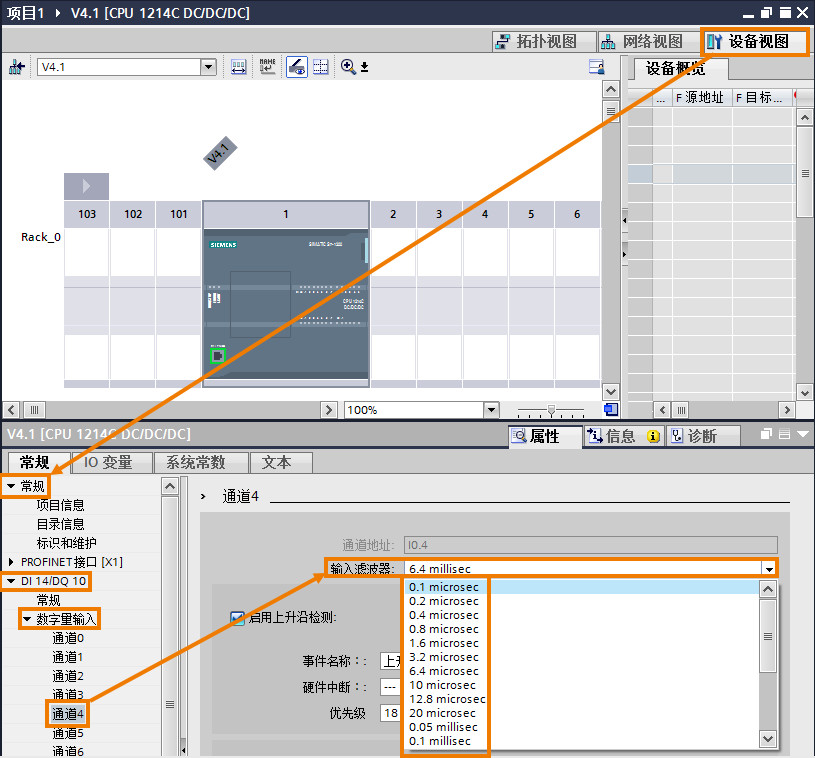 项目1 ▸ V4.1 [CPU 1214C DC/DC/DC]
拓扑视图 网络视图 设备视图
V4.1
设备概览
... F 源地址 F 目标...
V4.1
103 102 101 1 2 3 4 5 6
Rack_0
SIEMENS SIMATIC S7-1200
CPU 1214C
DC/DC/DC
100%
V4.1 [CPU 1214C DC/DC/DC]
属性 信息 诊断
常规 IO 变量 系统常数 文本
常规
项目信息
目录信息
标识和维护
PROFINET接口 [X1]
DI 14/DQ 10
常规
数字量输入
通道0
通道1
通道2
通道3
通道4
通道5
通道6
通道4
通道地址: I0.4
输入滤波器: 6.4 millisec
0.1 microsec
0.2 microsec
0.4 microsec
0.8 microsec
1.6 microsec
3.2 microsec
6.4 microsec
10 microsec
12.8 microsec
20 microsec
0.05 millisec
0.1 millisec
启用上升沿检测:
事件名称:: 上升
硬件中断:: ---
优先级 18